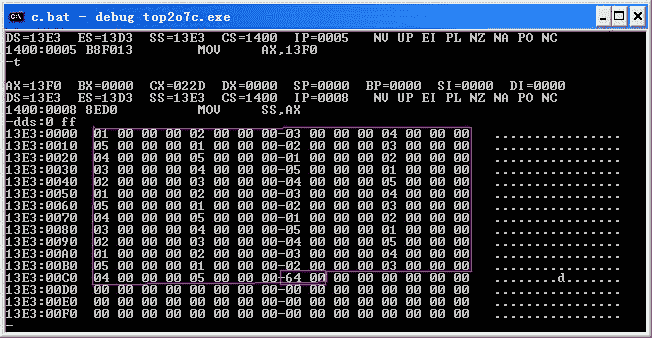 c.bat - debug top2o7c.exe
DS=13E3  ES=13D3  SS=13E3  CS=1400  IP=0005   NV UP EI PL NZ NA PO NC
1400:0005 B8F013        MOV     AX,13F0
-t

AX=13F0  BX=0000  CX=022D  DX=0000  SP=0000  BP=0000  SI=0000  DI=0000
DS=13E3  ES=13D3  SS=13E3  CS=1400  IP=0008   NV UP EI PL NZ NA PO NC
1400:0008 8ED0          MOV     SS,AX
-dds:0 ff
13E3:0000  01 00 00 00 02 00 00 00-03 00 00 00 04 00 00 00   ................
13E3:0010  05 00 00 00 01 00 00 00-02 00 00 00 03 00 00 00   ................
13E3:0020  04 00 00 00 05 00 00 00-01 00 00 00 02 00 00 00   ................
13E3:0030  03 00 00 00 04 00 00 00-05 00 00 00 01 00 00 00   ................
13E3:0040  02 00 00 00 03 00 00 00-04 00 00 00 05 00 00 00   ................
13E3:0050  01 00 00 00 02 00 00 00-03 00 00 00 04 00 00 00   ................
13E3:0060  05 00 00 00 01 00 00 00-02 00 00 00 03 00 00 00   ................
13E3:0070  04 00 00 00 05 00 00 00-01 00 00 00 02 00 00 00   ................
13E3:0080  03 00 00 00 04 00 00 00-05 00 00 00 01 00 00 00   ................
13E3:0090  02 00 00 00 03 00 00 00-04 00 00 00 05 00 00 00   ................
13E3:00A0  01 00 00 00 02 00 00 00-03 00 00 00 04 00 00 00   ................
13E3:00B0  05 00 00 00 01 00 00 00-02 00 00 00 03 00 00 00   ................
13E3:00C0  04 00 00 00 05 00 00 00-64 00 00 00 00 00 00 00   ........d.......
13E3:00D0  00 00 00 00 00 00 00 00-00 00 00 00 00 00 00 00   ................
13E3:00E0  00 00 00 00 00 00 00 00-00 00 00 00 00 00 00 00   ................
13E3:00F0  00 00 00 00 00 00 00 00-00 00 00 00 00 00 00 00   ................
-